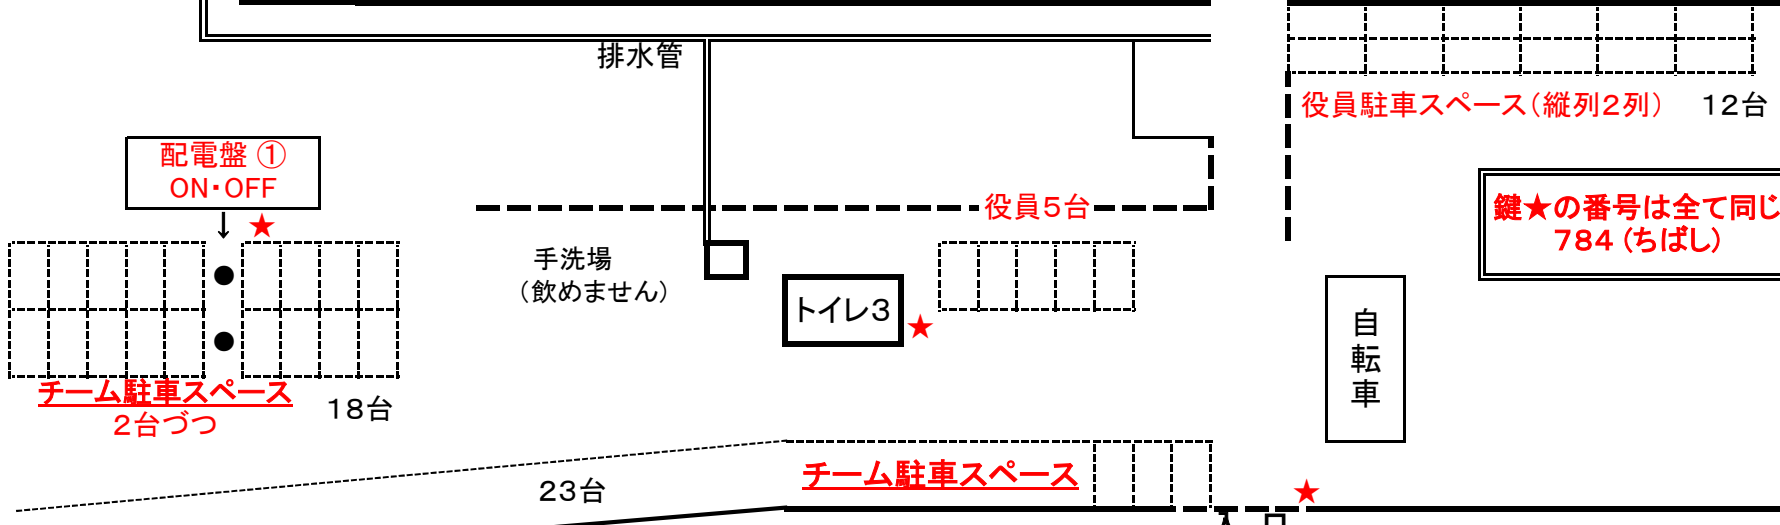 排水管
役員駐車スペース(縦列2列) 12台
配電盤 ①
ON・OFF
↓ ★
役員5台
鍵★の番号は全て同じ
784 (ちばし)
手洗場
(飲めません)
トイレ3
★
自転車
チーム駐車スペース
2台づつ
18台
23台
チーム駐車スペース
★